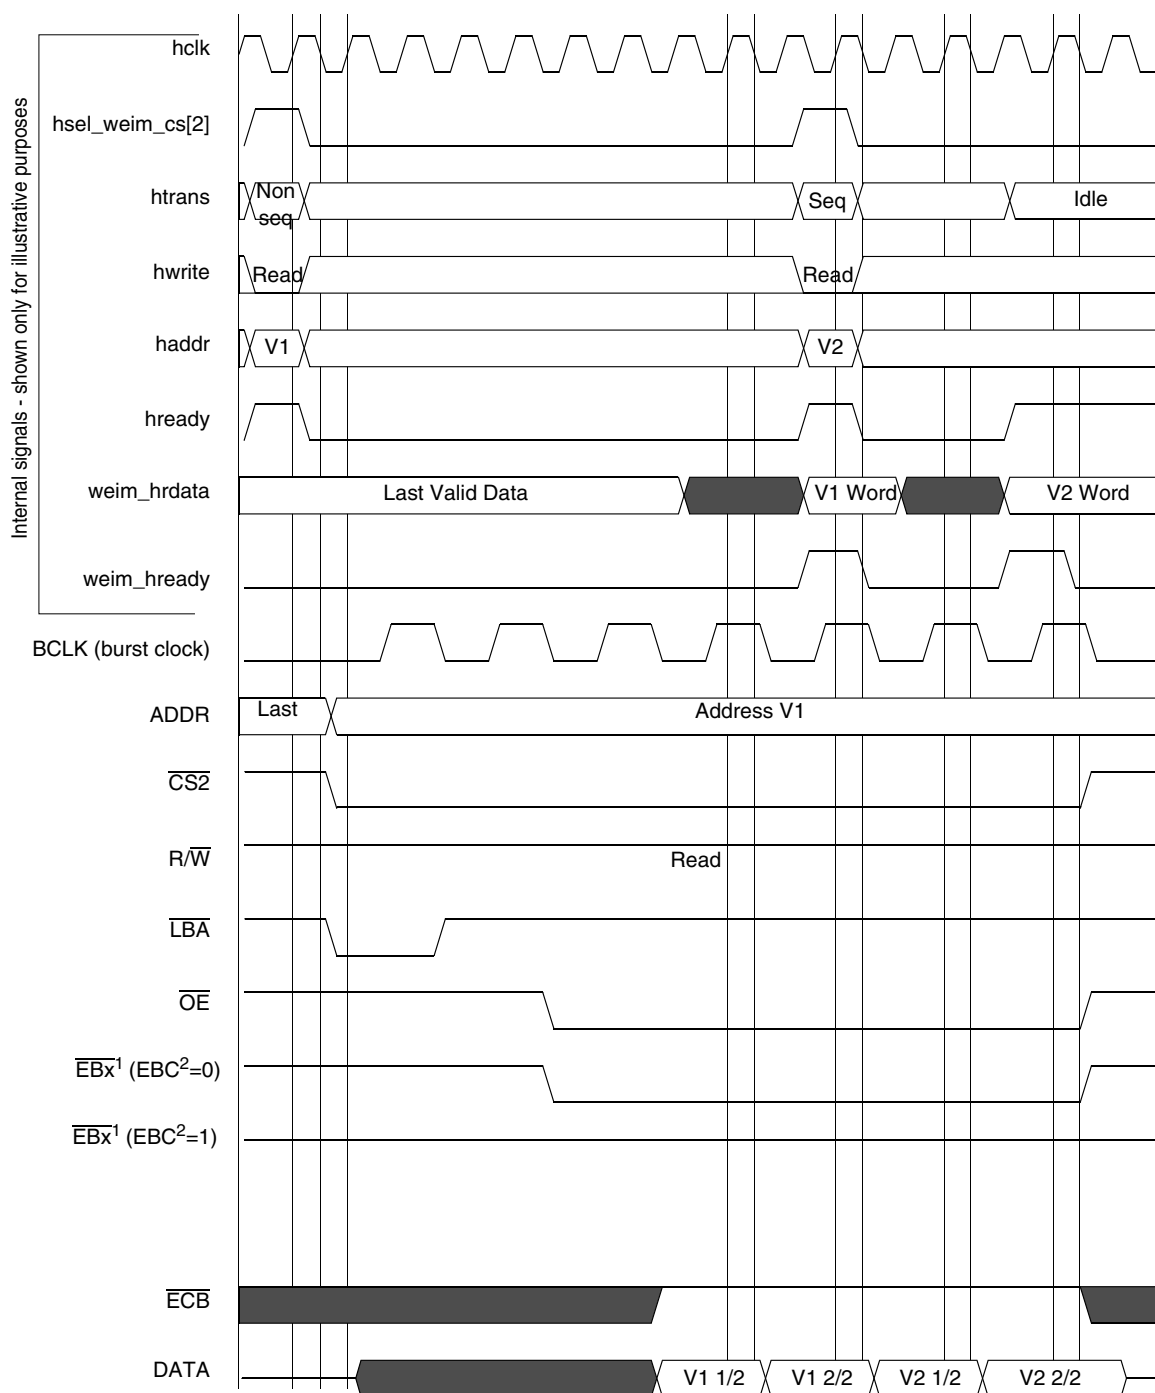 Internal signals - shown only for illustrative purposes
hclk
hsel_weim_cs[2]
htrans Non seq Seq Idle
hwrite Read Read
haddr V1 V2
hready
weim_hrdata Last Valid Data V1 Word V2 Word
weim_hready
BCLK (burst clock)
ADDR Last Address V1
CS2
R/W Read
LBA
OE
EBx¹ (EBC²=0)
EBx¹ (EBC²=1)
ECB
DATA V1 1/2 V1 2/2 V2 1/2 V2 2/2